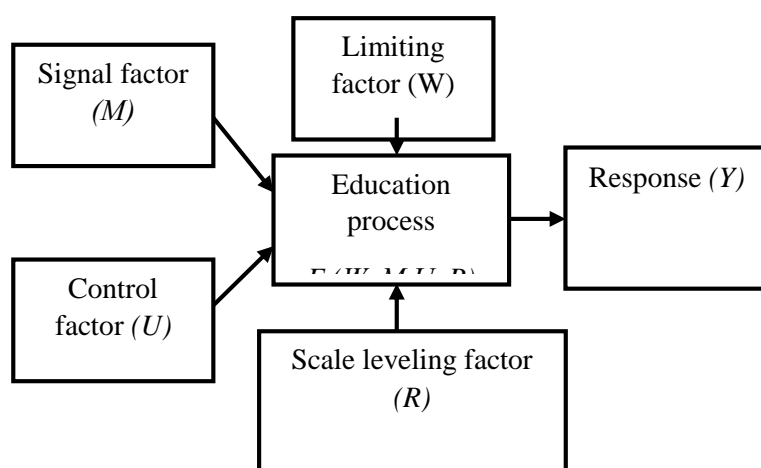 Signal factor
(M)
Limiting
factor (W)
Education
process
Response (Y)
Control
factor (U)
Scale leveling factor
(R)